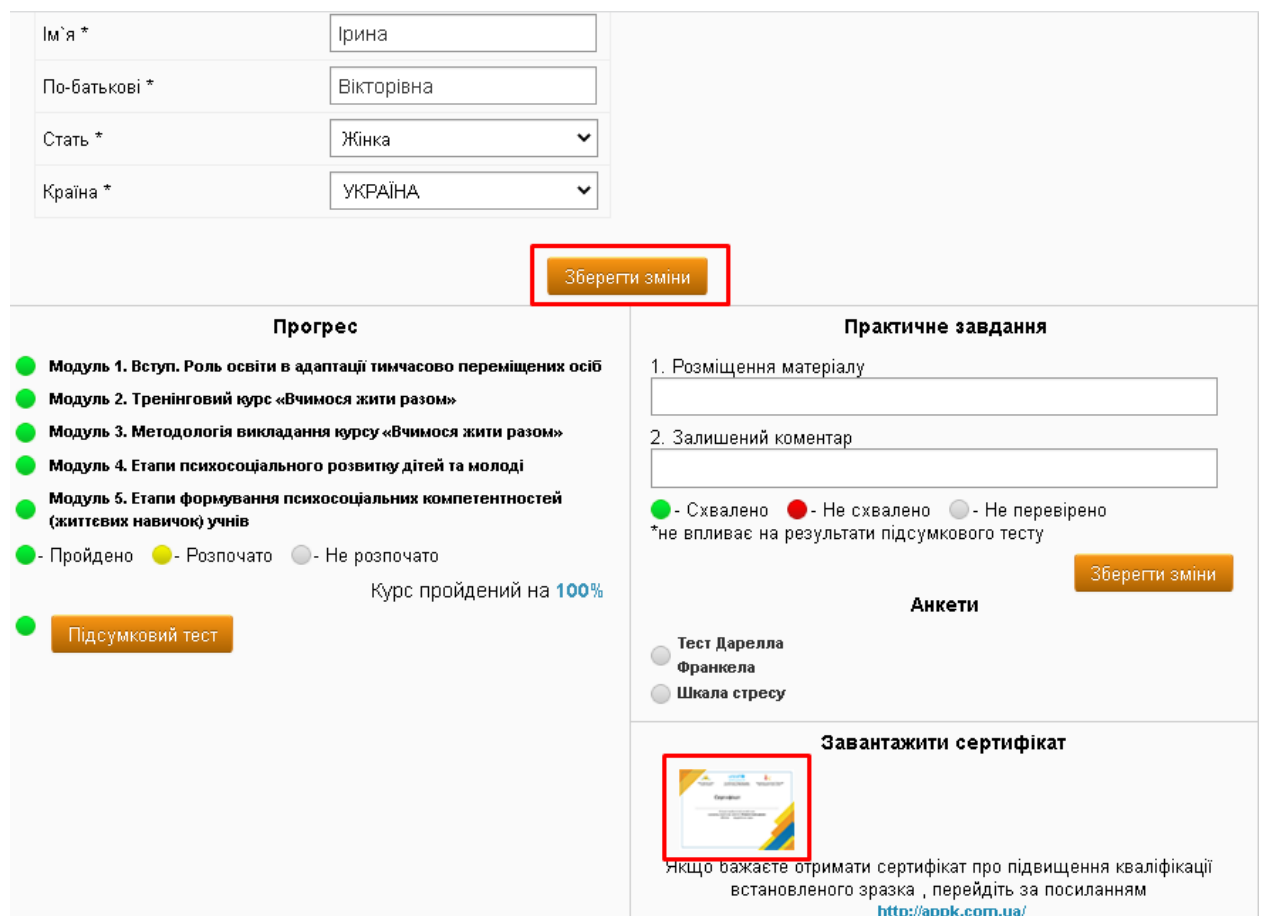 Ім`я *
Ірина
По-батькові *
Вікторівна
Стать *
Жінка
Країна *
УКРАЇНА
Зберегти зміни
Прогрес
Модуль 1. Вступ. Роль освіти в адаптації тимчасово переміщених осіб
Модуль 2. Тренінговий курс «Вчимося жити разом»
Модуль 3. Методологія викладання курсу «Вчимося жити разом»
Модуль 4. Етапи психосоціального розвитку дітей та молоді
Модуль 5. Етапи формування психосоціальних компетентностей
(життєвих навичок) учнів
- Пройдено - Розпочато - Не розпочато
Курс пройдений на 100%
Підсумковий тест
Практичне завдання
1. Розміщення матеріалу
2. Залишений коментар
- Схвалено - Не схвалено - Не перевірено
*не впливає на результати підсумкового тесту
Зберегти зміни
Анкети
Тест Дарелла
Франкела
Шкала стресу
Завантажити сертифікат
Сертифікат
Якщо бажаєте отримати сертифікат про підвищення кваліфікації
встановленого зразка , перейдіть за посиланням
http://appk.com.ua/